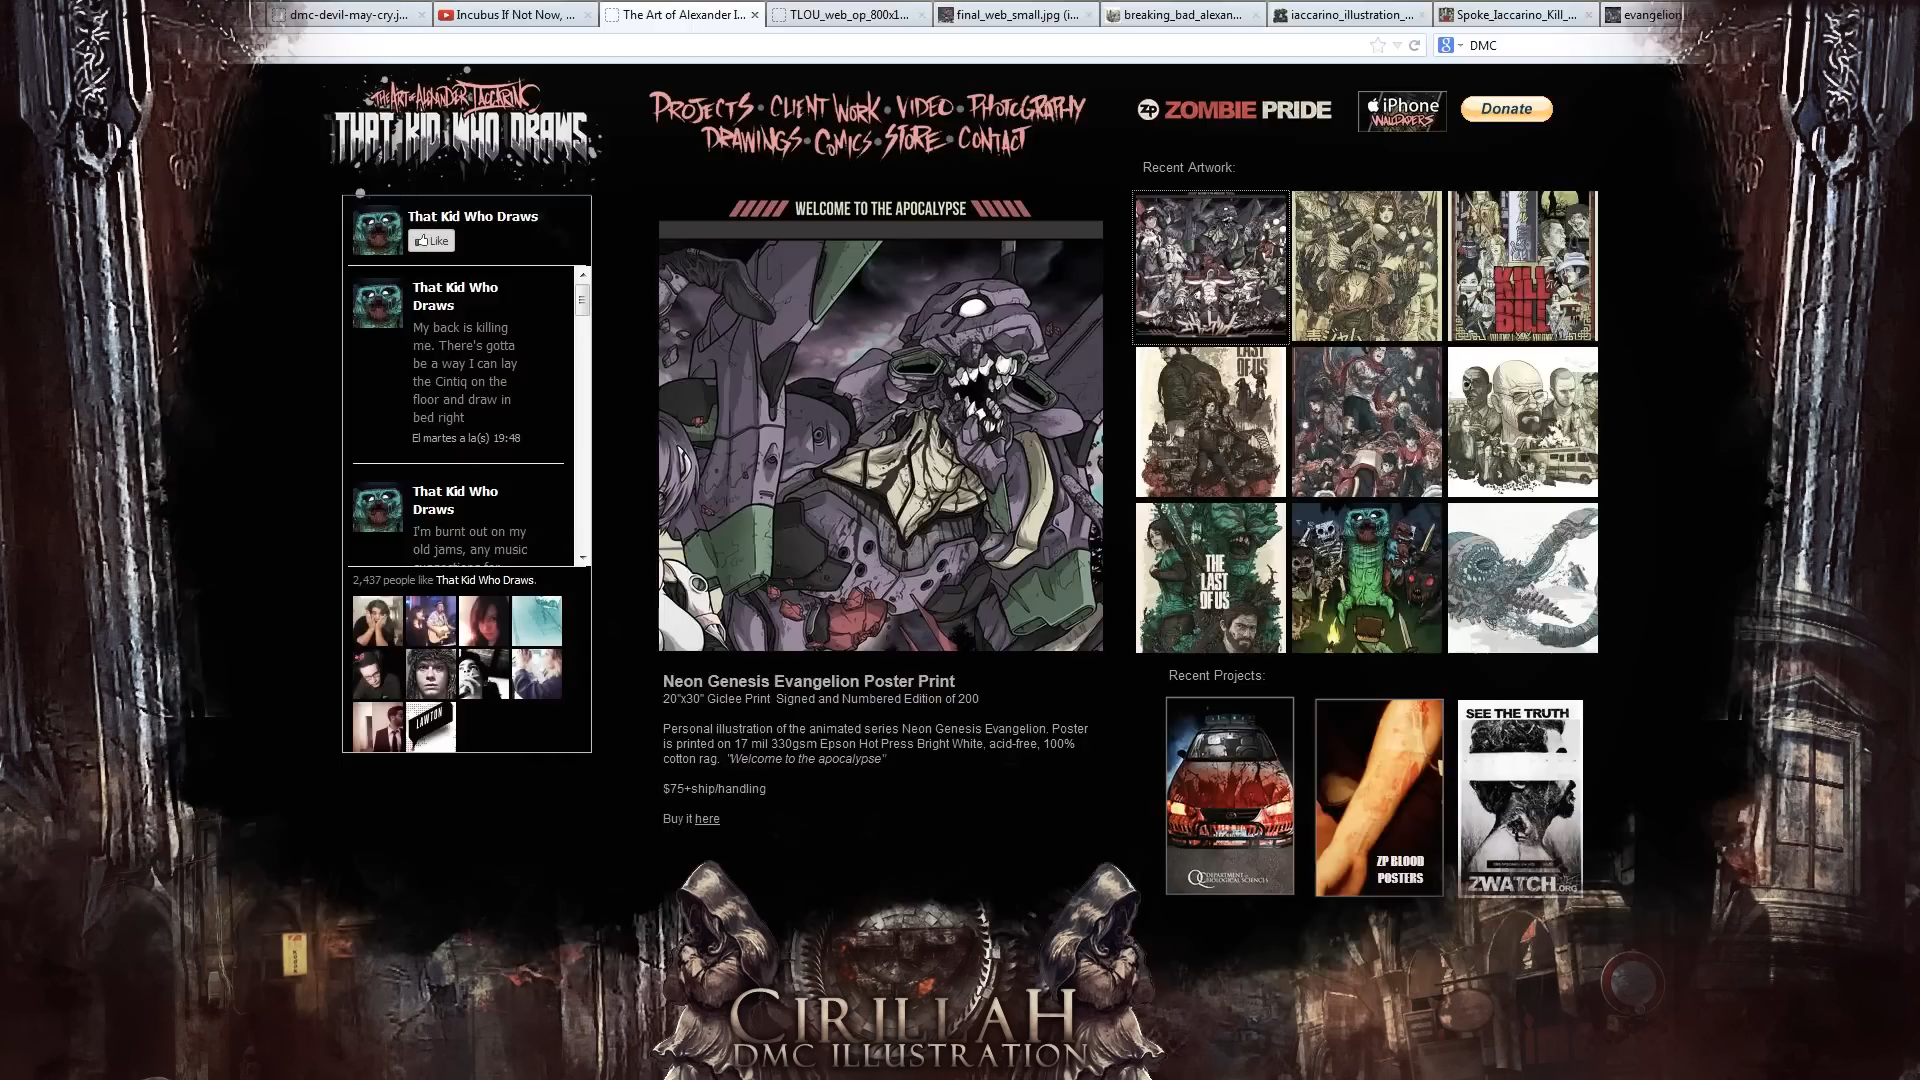 dmc-devil-may-cry.j...
Incubus If Not Now, ...
The Art of Alexander I...
TLOU_web_op_800x1...
final_web_small.jpg (i...
breaking_bad_alexan...
iaccarino_illustration_...
Spoke_Iaccarino_Kill_...
evangelion
DMC
THE ART OF ALEXANDER IACCARINO
THAT KID WHO DRAWS
PROJECTS • CLIENT WORK • VIDEO • PHOTOGRAPHY
DRAWINGS • COMICS • STORE • CONTACT
ZP ZOMBIE PRIDE
iPhone
WALLPAPERS
Donate
Recent Artwork:
That Kid Who Draws
Like
That Kid Who
Draws
My back is killing
me. There's gotta
be a way I can lay
the Cintiq on the
floor and draw in
bed right
El martes a la(s) 19:48
That Kid Who
Draws
I'm burnt out on my
old jams, any music
2,437 people like That Kid Who Draws.
LAWTON
WELCOME TO THE APOCALYPSE
Neon Genesis Evangelion Poster Print
20"x30" Giclee Print Signed and Numbered Edition of 200
Personal illustration of the animated series Neon Genesis Evangelion. Poster
is printed on 17 mil 330gsm Epson Hot Press Bright White, acid-free, 100%
cotton rag. "Welcome to the apocalypse"
$75+ship/handling
Buy it here
KILL
BILL
LAST
OF US
THE
LAST
OF US
Recent Projects:
DEPARTMENT of
BIOLOGICAL SCIENCES
ZP BLOOD
POSTERS
SEE THE TRUTH
ZWATCH.ORG
CIRILLAH
DMC ILLUSTRATION